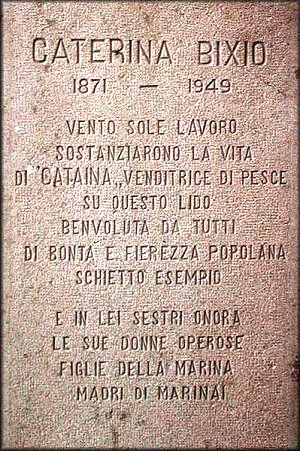 CATERINA BIXIO
1871 — 1949
VENTO SOLE LAVORO
SOSTANZIARONO LA VITA
DI "CATAINA„ VENDITRICE DI PESCE
SU QUESTO LIDO
BENVOLUTA DA TUTTI
DI BONTÀ E FIEREZZA POPOLANA
SCHIETTO ESEMPIO
E IN LEI SESTRI ONORA
LE SUE DONNE OPEROSE
FIGLIE DELLA MARINA
MADRI DI MARINAI